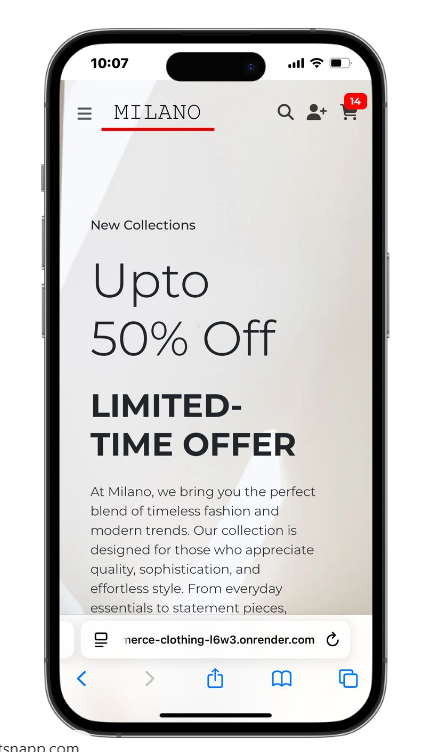 10:07
MILANO
14
New Collections
Upto
50% Off
LIMITED-
TIME OFFER
At Milano, we bring you the perfect
blend of timeless fashion and
modern trends. Our collection is
designed for those who appreciate
quality, sophistication, and
effortless style. From everyday
essentials to statement pieces,
merce-clothing-l6w3.onrender.com
tsnapp.com